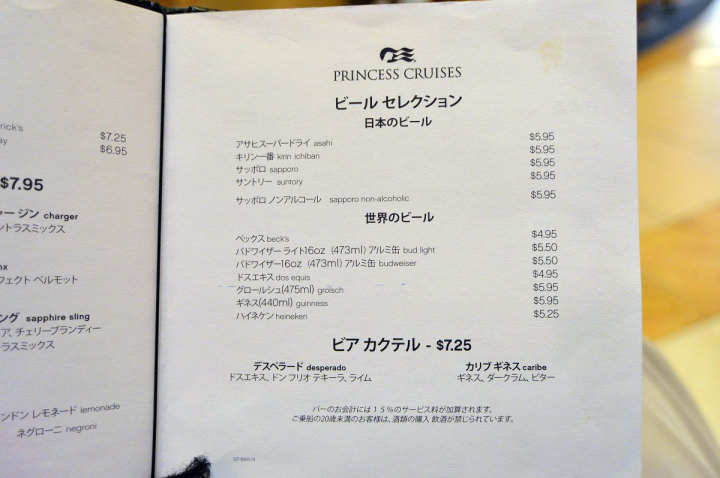 rick's
ay
$7.25
$6.95
$7.95
ャージン charger
ントラスミックス
nx
フェクト ベルモット
ング sapphire sling
ア、チェリーブランディー
トラスミックス
ンドン レモネード lemonade
ネグローニ negroni
PRINCESS CRUISES
ビール セレクション
日本のビール
アサヒスーパードライ asahi $5.95
キリン一番 kirin ichiban $5.95
サッポロ sapporo $5.95
サントリー suntory $5.95
サッポロ ノンアルコール sapporo non-alcoholic $5.95
世界のビール
ベックス beck's $4.95
バドワイザー ライト16oz (473ml) アルミ缶 bud light $5.50
バドワイザー16oz (473ml) アルミ缶 budweiser $5.50
ドスエキス dos equis $4.95
グロールシュ(475ml) grolsch $5.95
ギネス(440ml) guinness $5.95
ハイネケン heineken $5.25
ビア カクテル - $7.25
デスペラード desperado
ドスエキス、ドン フリオ テキーラ、ライム
カリブ ギネス caribe
ギネス、ダークラム、ビター
バーのお会計には15%のサービス料が加算されます。
ご乗船の20歳未満のお客様は、酒類の購入 飲酒が禁じられています。